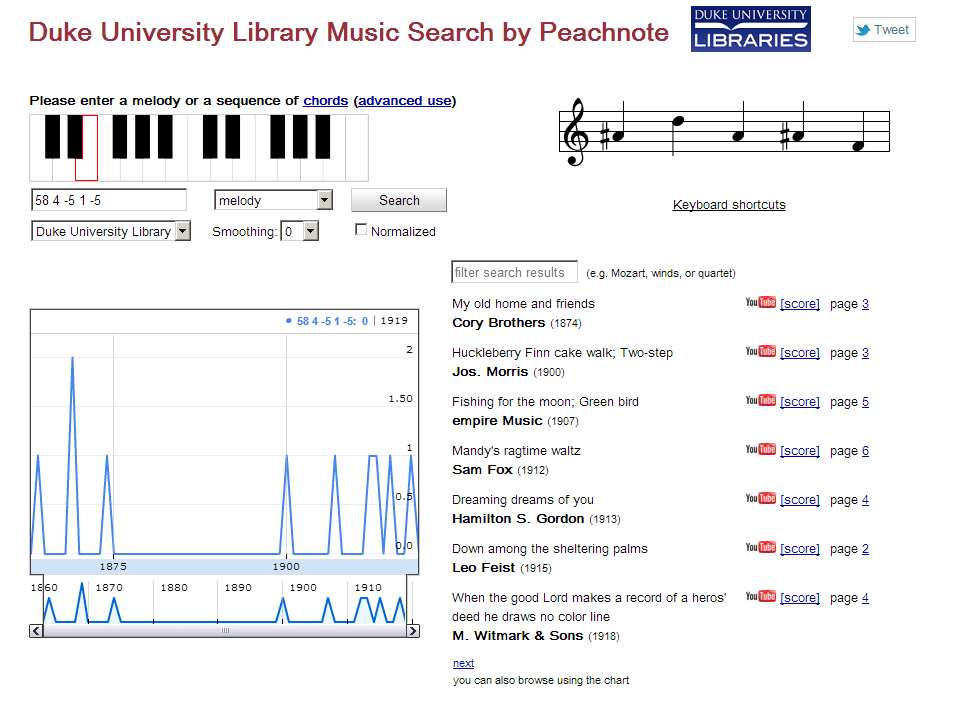 Duke University Library Music Search by Peachnote
DUKE UNIVERSITY
LIBRARIES
Tweet
Please enter a melody or a sequence of chords (advanced use)
58 4 -5 1 -5
melody
Search
Keyboard shortcuts
Duke University Library
Smoothing: 0
Normalized
filter search results
(e.g. Mozart, winds, or quartet)
My old home and friends
YouTube [score] page 3
Cory Brothers (1874)
Huckleberry Finn cake walk; Two-step
YouTube [score] page 3
Jos. Morris (1900)
Fishing for the moon; Green bird
YouTube [score] page 5
empire Music (1907)
Mandy's ragtime waltz
YouTube [score] page 6
Sam Fox (1912)
Dreaming dreams of you
YouTube [score] page 4
Hamilton S. Gordon (1913)
Down among the sheltering palms
YouTube [score] page 2
Leo Feist (1915)
When the good Lord makes a record of a heros'
YouTube [score] page 4
deed he draws no color line
M. Witmark & Sons (1918)
next
you can also browse using the chart
58 4 -5 1 -5: 0 | 1919
2
1.50
1
0.5
0.0
1875 1900
1860 1870 1880 1890 1900 1910